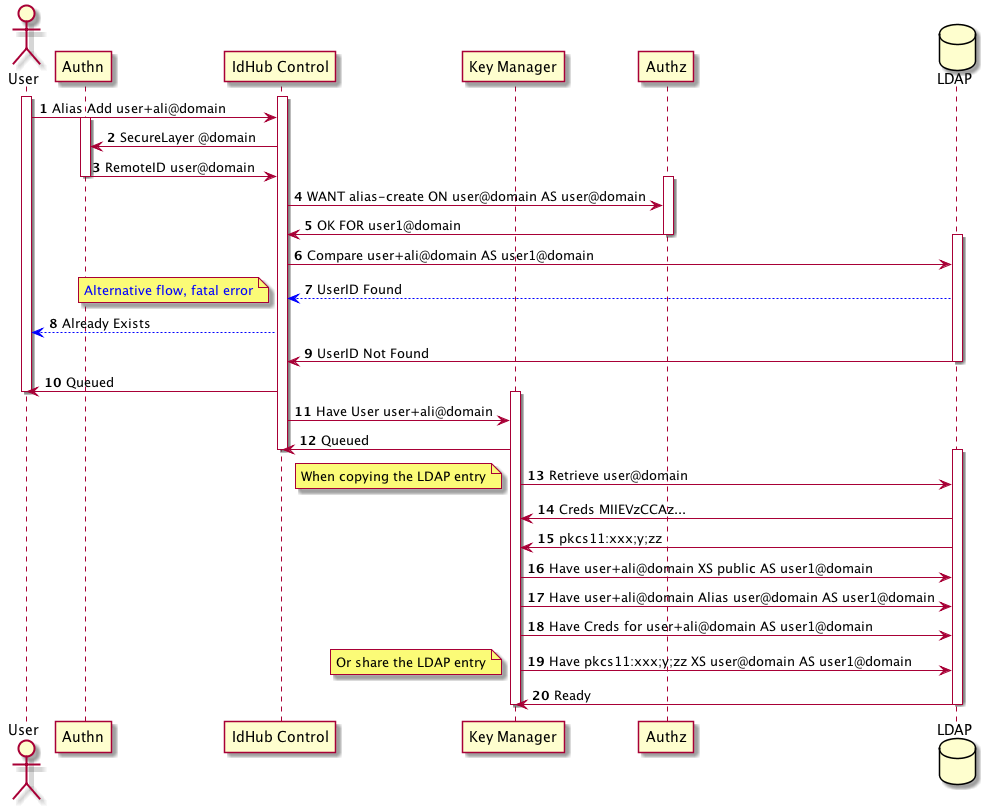 User
Authn
IdHub Control
Key Manager
Authz
LDAP
1 Alias Add user+ali@domain
2 SecureLayer @domain
3 RemoteID user@domain
4 WANT alias-create ON user@domain AS user@domain
5 OK FOR user1@domain
6 Compare user+ali@domain AS user1@domain
Alternative flow, fatal error
7 UserID Found
8 Already Exists
9 UserID Not Found
10 Queued
11 Have User user+ali@domain
12 Queued
When copying the LDAP entry
13 Retrieve user@domain
14 Creds MIIEVzCCAz...
15 pkcs11:xxx;y;zz
16 Have user+ali@domain XS public AS user1@domain
17 Have user+ali@domain Alias user@domain AS user1@domain
18 Have Creds for user+ali@domain AS user1@domain
Or share the LDAP entry
19 Have pkcs11:xxx;y;zz XS user@domain AS user1@domain
20 Ready
User
Authn
IdHub Control
Key Manager
Authz
LDAP